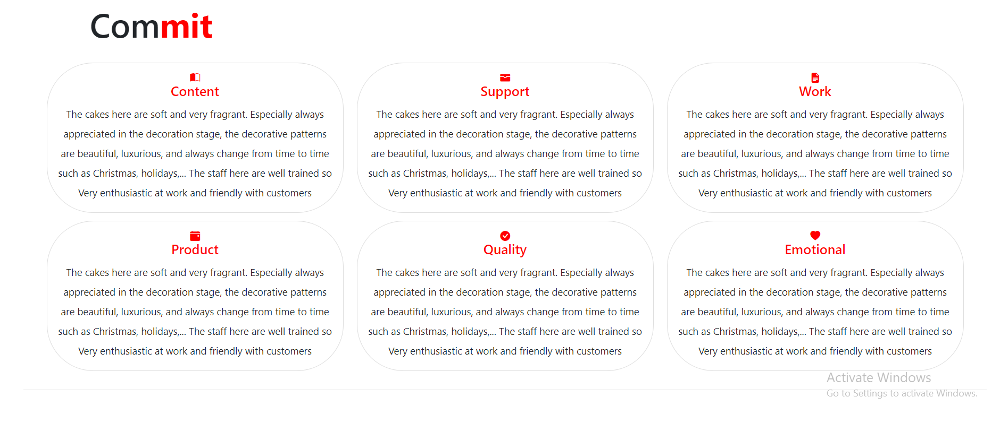 Commit
Content
The cakes here are soft and very fragrant. Especially always
appreciated in the decoration stage, the decorative patterns
are beautiful, luxurious, and always change from time to time
such as Christmas, holidays,... The staff here are well trained so
Very enthusiastic at work and friendly with customers
Support
The cakes here are soft and very fragrant. Especially always
appreciated in the decoration stage, the decorative patterns
are beautiful, luxurious, and always change from time to time
such as Christmas, holidays,... The staff here are well trained so
Very enthusiastic at work and friendly with customers
Work
The cakes here are soft and very fragrant. Especially always
appreciated in the decoration stage, the decorative patterns
are beautiful, luxurious, and always change from time to time
such as Christmas, holidays,... The staff here are well trained so
Very enthusiastic at work and friendly with customers
Product
The cakes here are soft and very fragrant. Especially always
appreciated in the decoration stage, the decorative patterns
are beautiful, luxurious, and always change from time to time
such as Christmas, holidays,... The staff here are well trained so
Very enthusiastic at work and friendly with customers
Quality
The cakes here are soft and very fragrant. Especially always
appreciated in the decoration stage, the decorative patterns
are beautiful, luxurious, and always change from time to time
such as Christmas, holidays,... The staff here are well trained so
Very enthusiastic at work and friendly with customers
Emotional
The cakes here are soft and very fragrant. Especially always
appreciated in the decoration stage, the decorative patterns
are beautiful, luxurious, and always change from time to time
such as Christmas, holidays,... The staff here are well trained so
Very enthusiastic at work and friendly with customers
Activate Windows
Go to Settings to activate Windows.